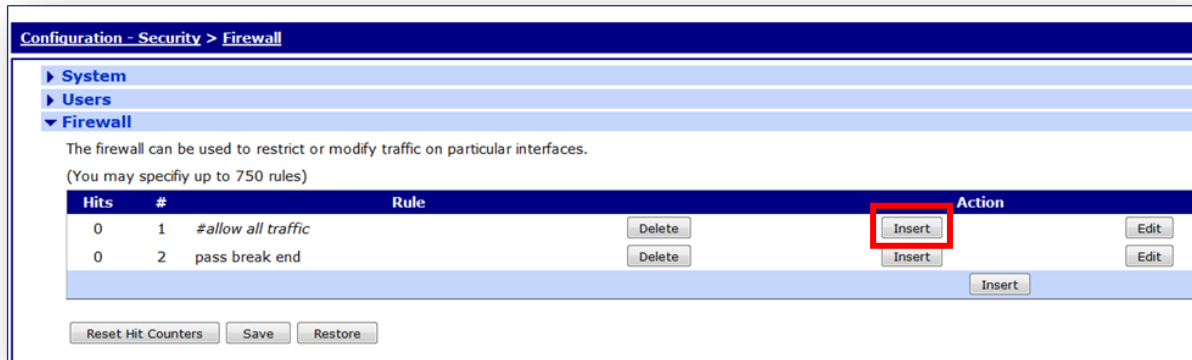 Configuration - Security > Firewall
System
Users
Firewall
The firewall can be used to restrict or modify traffic on particular interfaces.
(You may specifiy up to 750 rules)
Hits # Rule Action
0 1 #allow all traffic Delete Insert Edit
0 2 pass break end Delete Insert Edit
Insert
Reset Hit Counters Save Restore